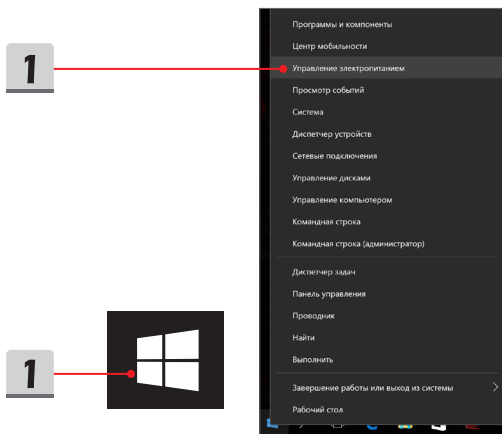 Программы и компоненты
Центр мобильности
1
Управление электропитанием
Просмотр событий
Система
Диспетчер устройств
Сетевые подключения
Управление дисками
Управление компьютером
Командная строка
Командная строка (администратор)
Диспетчер задач
Панель управления
Проводник
Найти
Выполнить
1
Завершение работы или выход из системы
Рабочий стол